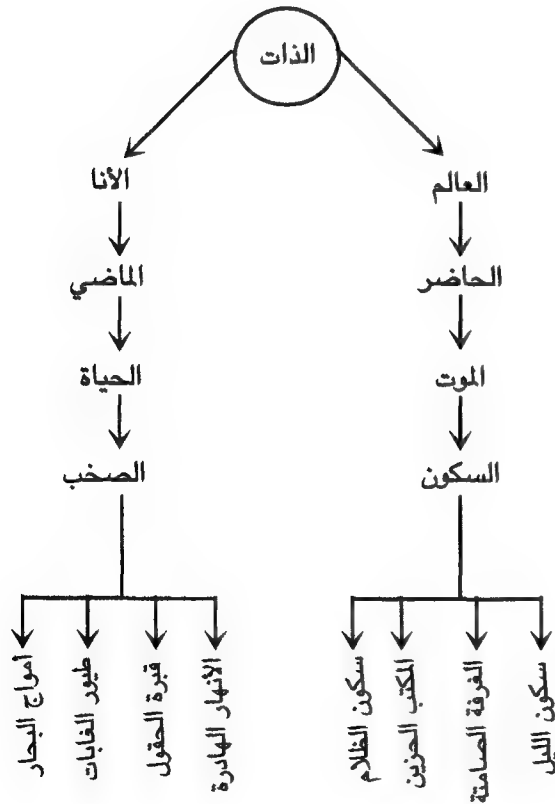 الذات
العالم
الأنا
الحاضر
الماضي
الموت
الحياة
السكون
الصخب
سكون الليل
الغرفة الصامتة
المكتب الحزين
سكون الظلام
الأنهار الهادرة
قبرة الحقول
طيور الغابات
أمواج البحار